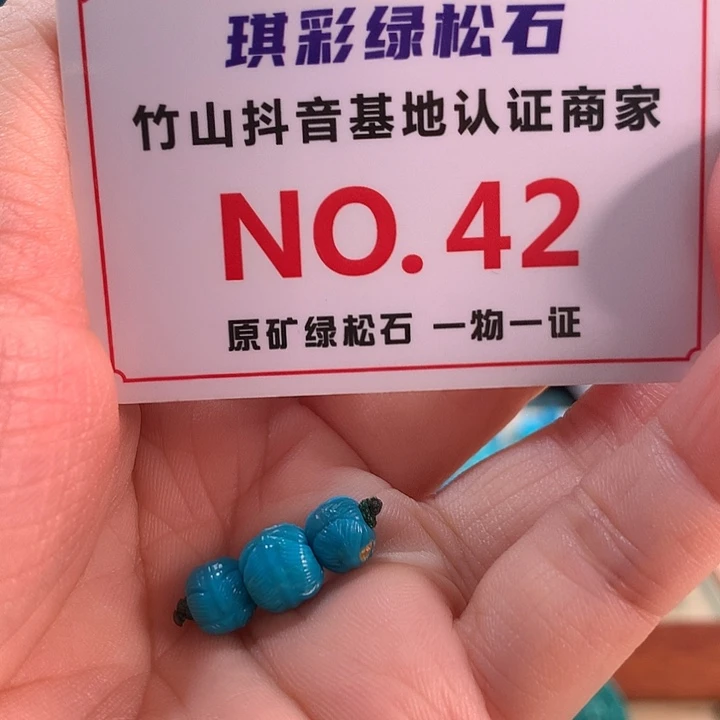 琪彩绿松石
竹山抖音基地认证商家
NO.42
原矿绿松石 一物一证